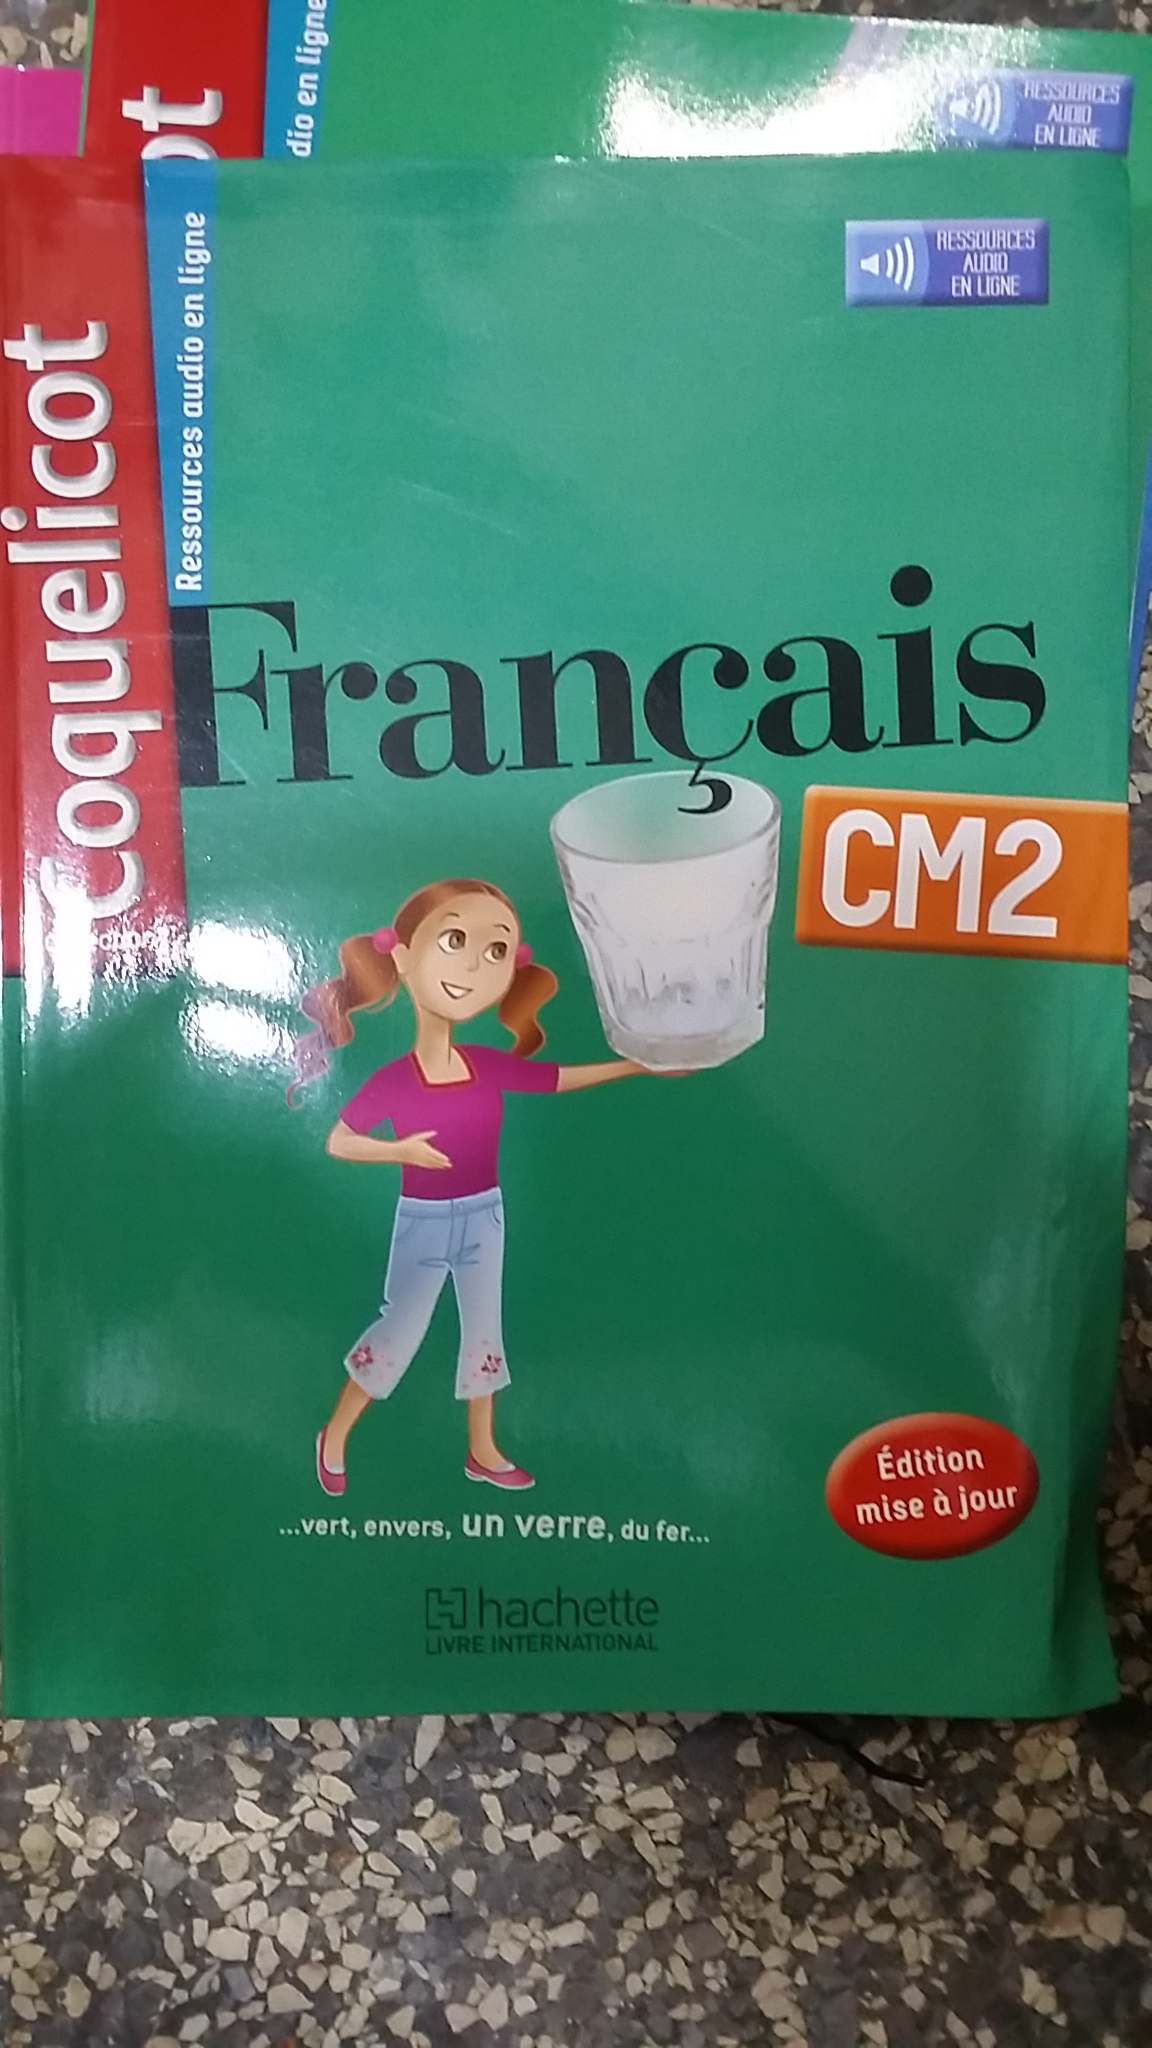 ot
dio en ligne
RESSOURCES
AUDIO
EN LIGNE
Coquelicot
Ressources audio en ligne
RESSOURCES
AUDIO
EN LIGNE
Français
CM2
...vert, envers, un verre, du fer...
Édition
mise à jour
hachette
LIVRE INTERNATIONAL